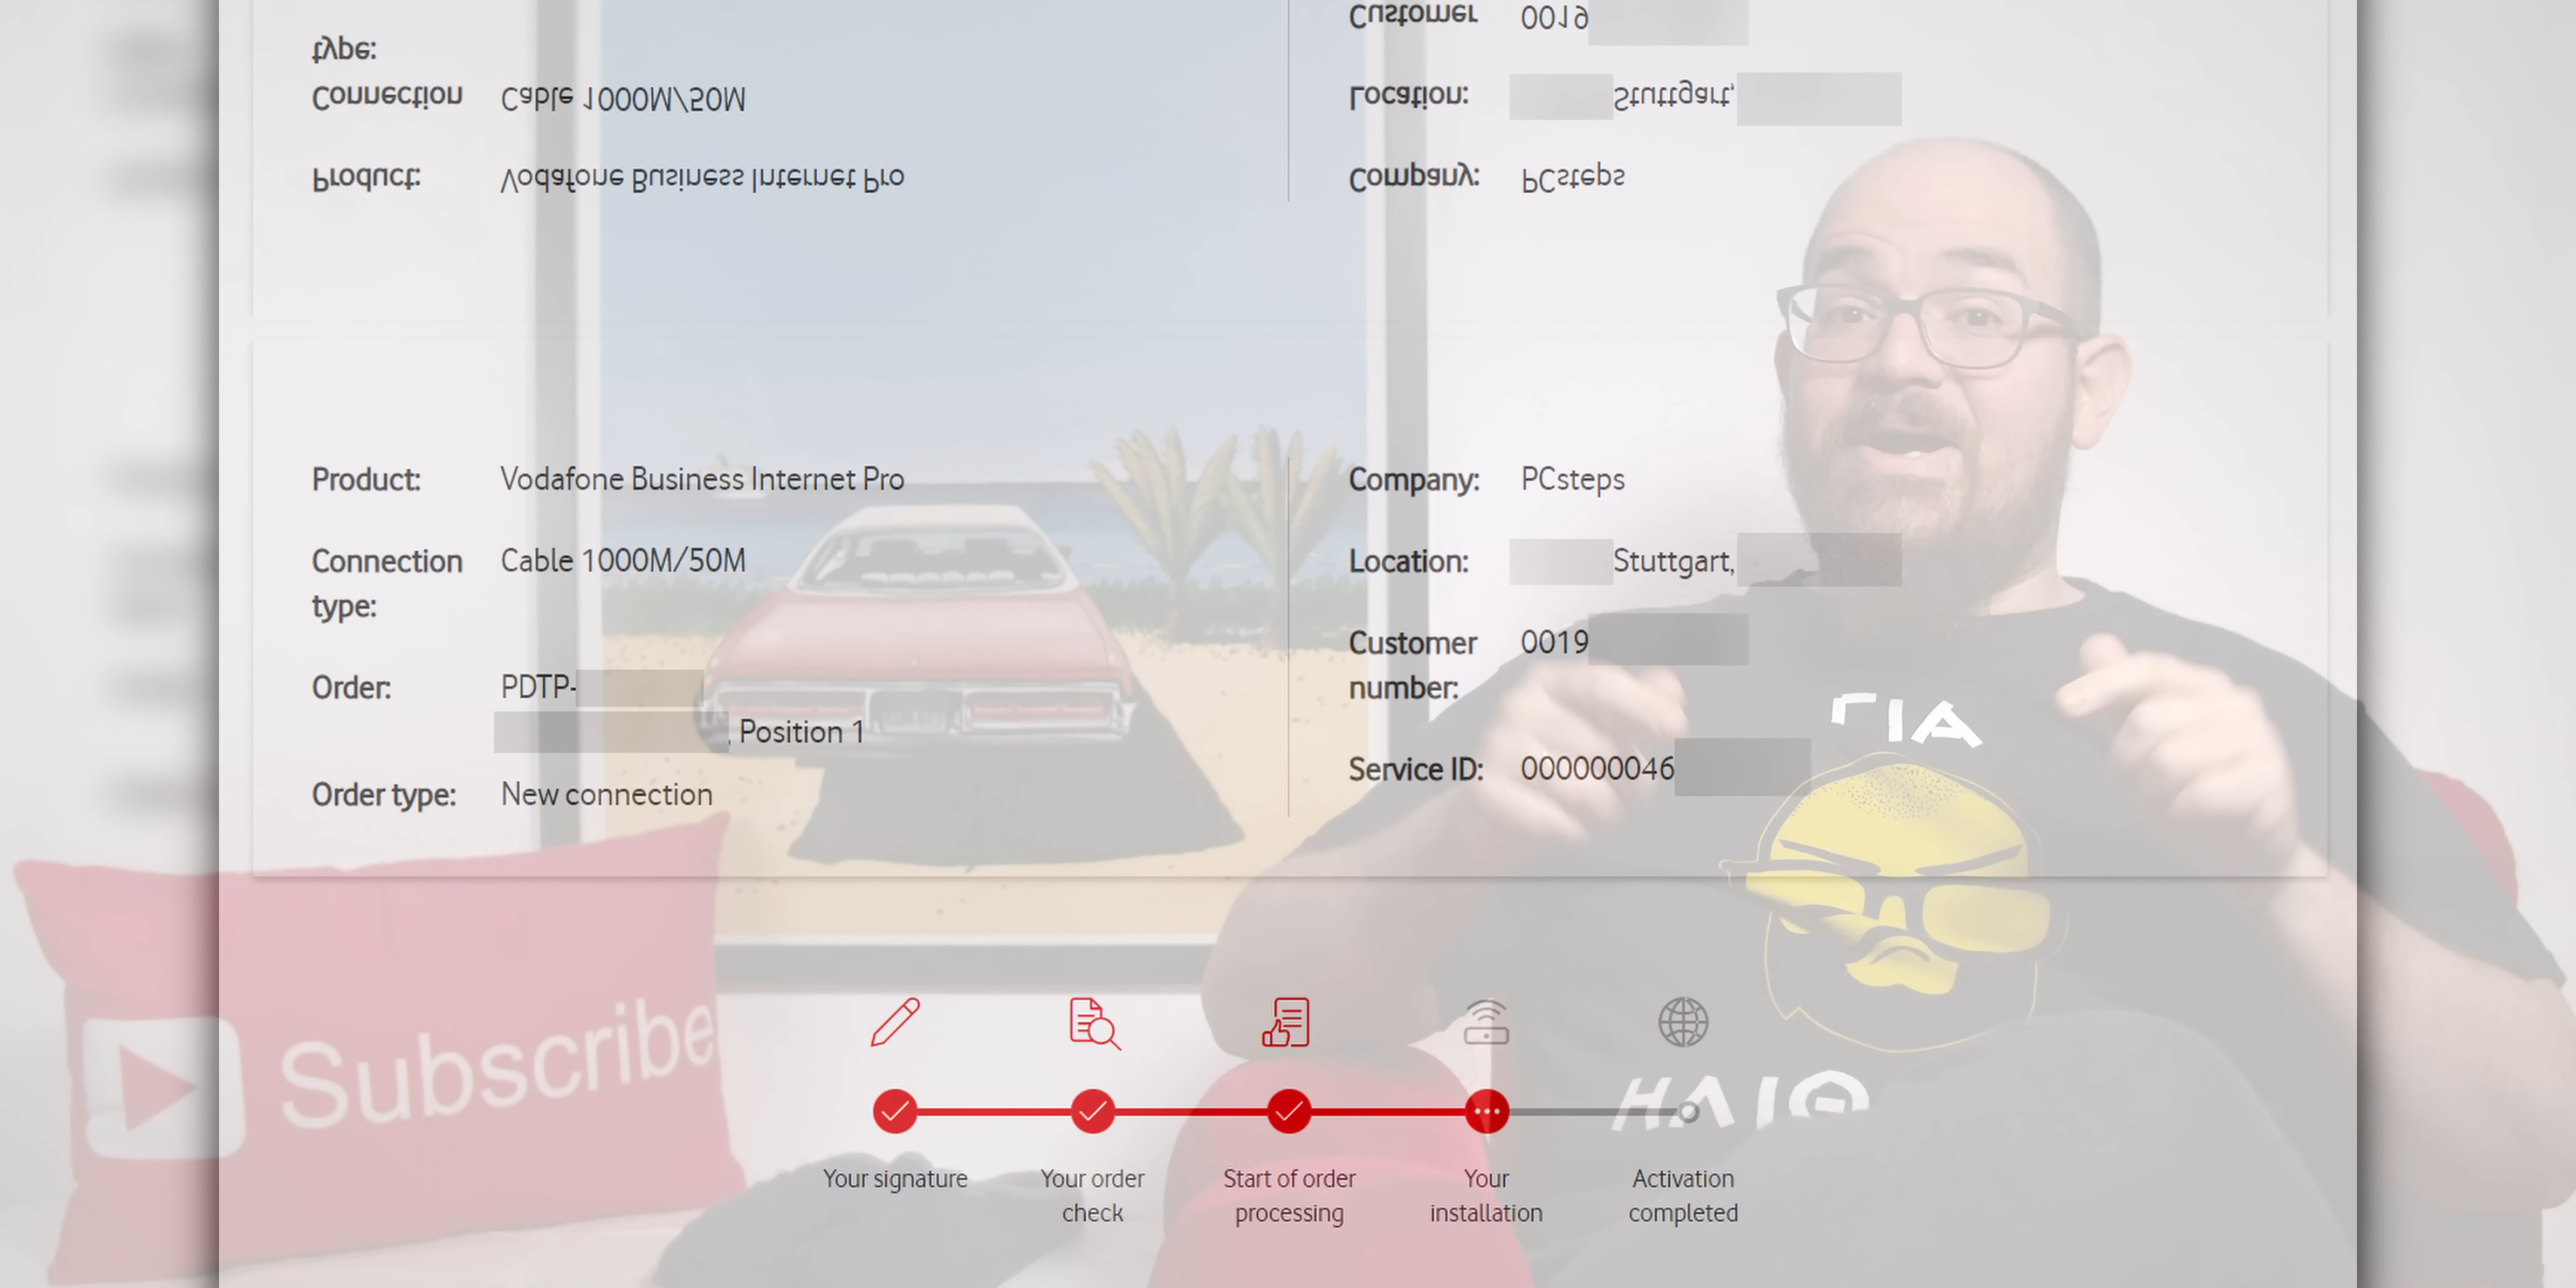 type:
Connection Cable 1000M/50M
Product: Vodafone Business Internet Pro
Customer 0019
Location: Stuttgart,
Company: PCsteps
Product: Vodafone Business Internet Pro
Connection Cable 1000M/50M
type:
Order: PDTP-
, Position 1
Order type: New connection
Company: PCsteps
Location: Stuttgart,
Customer 0019
number:
Service ID: 000000046
Subscribe
Your signature
Your order
check
Start of order
processing
Your
installation
Activation
completed